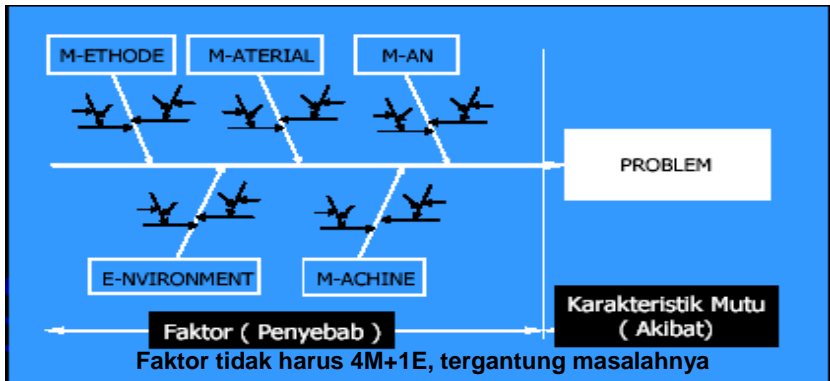 M-ETHODE
M-ATERIAL
M-AN
PROBLEM
E-NVIRONMENT
M-ACHINE
Faktor ( Penyebab )
Karakteristik Mutu
( Akibat)
Faktor tidak harus 4M+1E, tergantung masalahnya